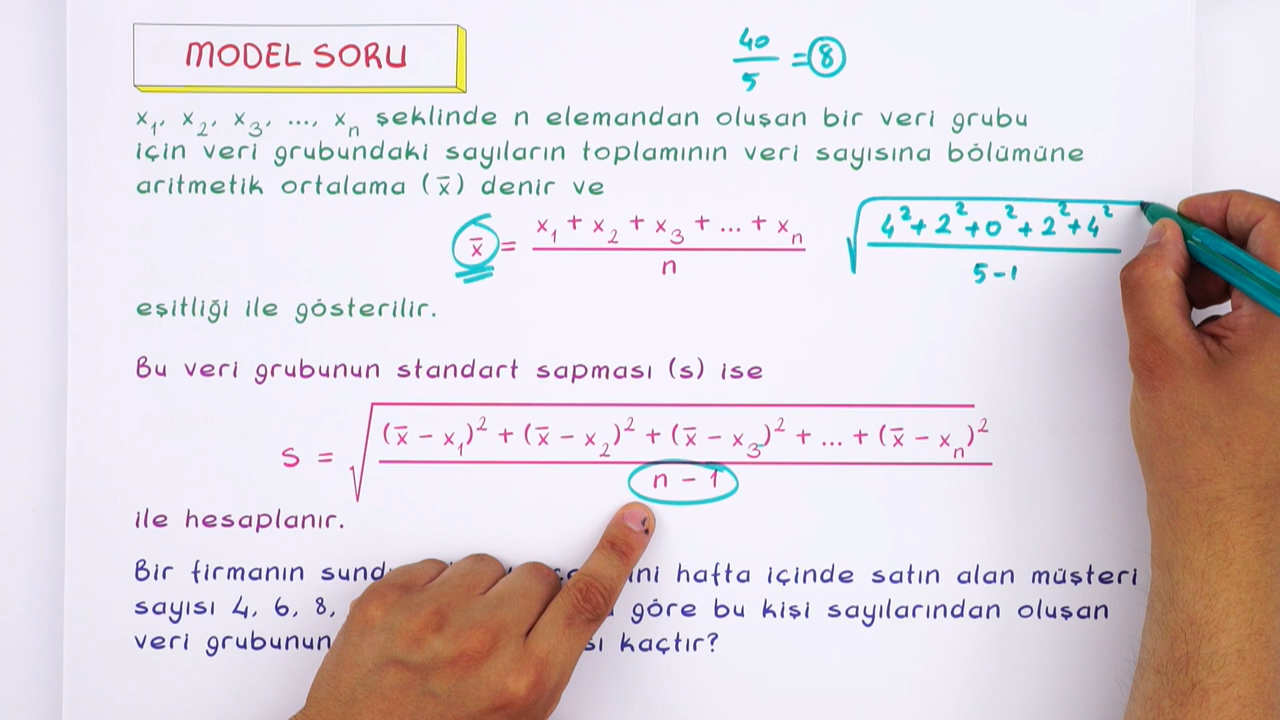 MODEL SORU
40/5 = 8
x₁, x₂, x₃, ..., xₙ şeklinde n elemandan oluşan bir veri grubu
için veri grubundaki sayıların toplamının veri sayısına bölümüne
aritmetik ortalama (x̄) denir ve
x̄ = (x₁ + x₂ + x₃ + ... + xₙ)/n
√((4² + 2² + 0² + 2² + 4²)/(5-1))
eşitliği ile gösterilir.
Bu veri grubunun standart sapması (s) ise
s = √(((x̄ - x₁)² + (x̄ - x₂)² + (x̄ - x₃)² + ... + (x̄ - xₙ)²)/(n - 1))
ile hesaplanır.
Bir firmanın hafta içinde satın alan müşteri
sayısı 4, 6, 8, göre bu kişi sayılarından oluşan
veri grubunun kaçtır?